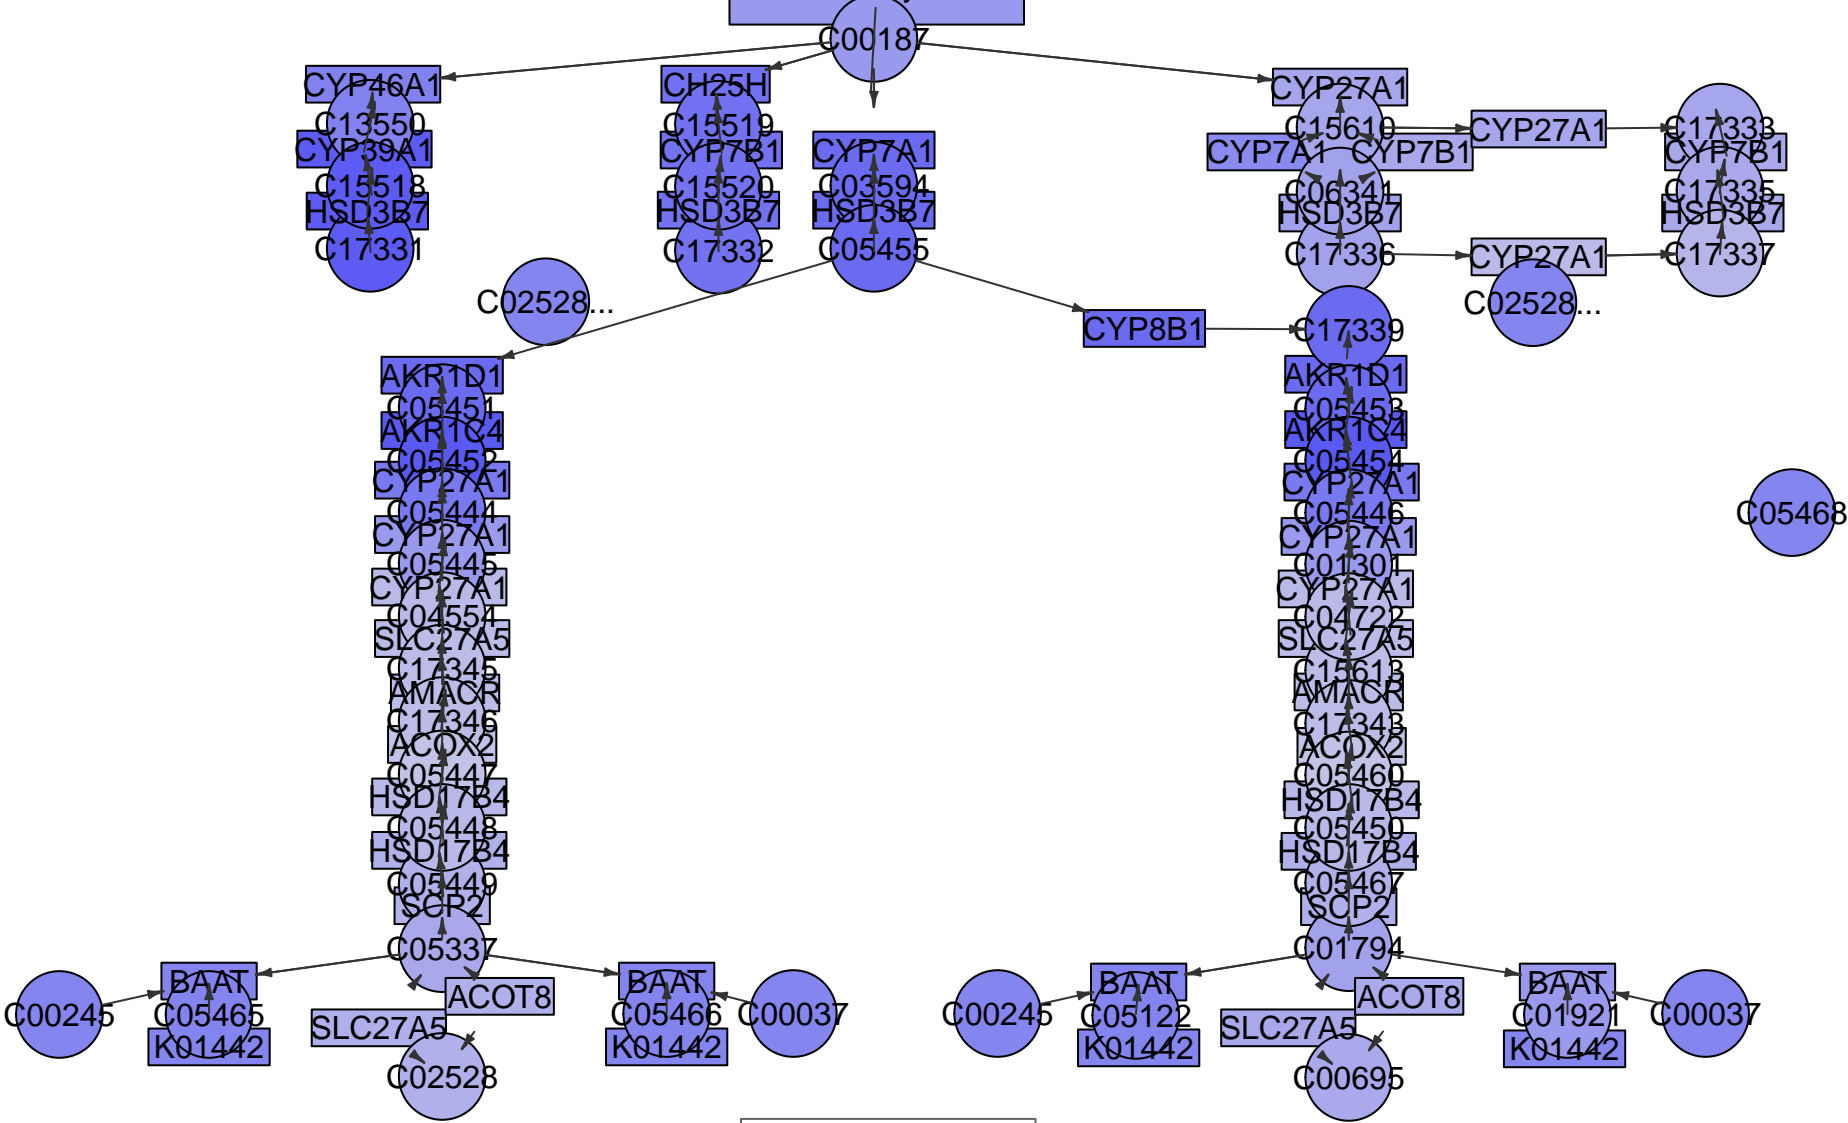 C00187
CYP46A1
CH25H
CYP27A1
C13550
C15519
C15610
CYP27A1
C17333
CYP39A1
CYP7B1
CYP7A1
CYP7A1
CYP7B1
CYP7B1
C15518
C15520
C03594
C06341
C17335
HSD3B7
HSD3B7
HSD3B7
HSD3B7
HSD3B7
C17331
C17332
C05455
C17336
CYP27A1
C17337
C02528...
C02528...
CYP8B1
C17339
AKR1D1
AKR1D1
C05451
C05453
AKR1C4
AKR1C4
C05452
C05454
CYP27A1
CYP27A1
C05444
C05446
C05468
CYP27A1
CYP27A1
C05445
C01301
CYP27A1
CYP27A1
C04554
C04722
SLC27A5
SLC27A5
C17345
C15613
AMACR
AMACR
C17346
C17343
ACOX2
ACOX2
C05447
C05460
HSD17B4
HSD17B4
C05448
C05450
HSD17B4
HSD17B4
C05449
C05467
SCP2
SCP2
C05337
C01794
BAAT
BAAT
BAAT
BAAT
ACOT8
ACOT8
C00245
C05465
C05466
C00037
C00245
C05122
C01921
C00037
SLC27A5
SLC27A5
K01442
K01442
K01442
K01442
C02528
C00695